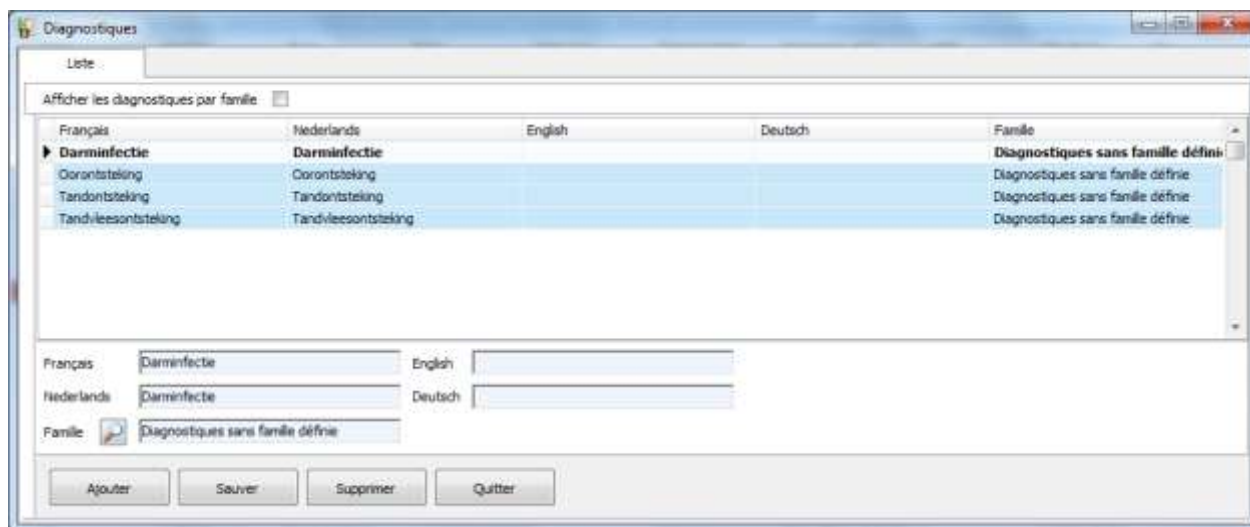 Diagnostiques
Liste
Afficher les diagnostiques par famille
Français Nederlands English Deutsch Famille
Darminfectie Darminfectie Diagnostiques sans famille défini
Oorontsteking Oorontsteking Diagnostiques sans famille définie
Tandontsteking Tandontsteking Diagnostiques sans famille définie
Tandvleesontsteking Tandvleesontsteking Diagnostiques sans famille définie
Français Darminfectie English
Nederlands Darminfectie Deutsch
Famille Diagnostiques sans famille définie
Ajouter Sauver Supprimer Quitter